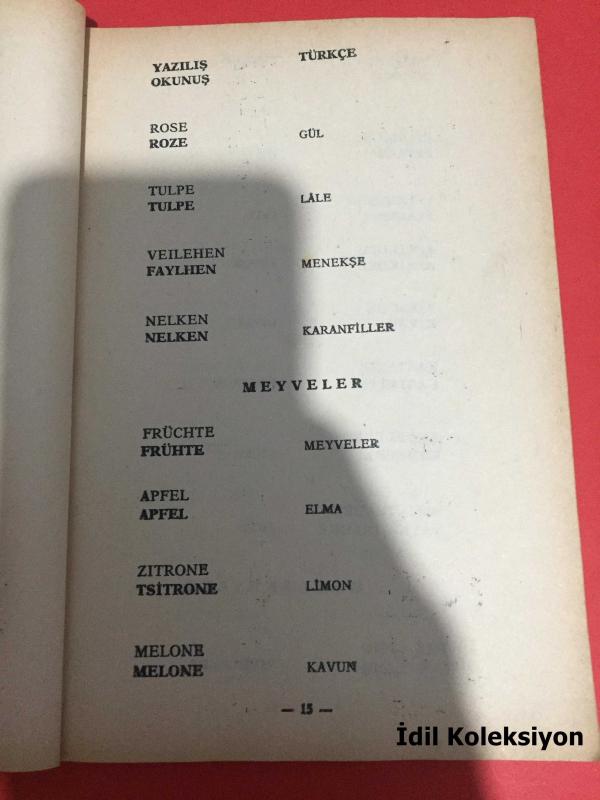 YAZILIŞ TÜRKÇE
OKUNUŞ
ROSE
ROZE GÜL
TULPE
TULPE LÂLE
VEILEHEN
FAYLHEN MENEKŞE
NELKEN
NELKEN KARANFİLLER
MEYVELER
FRÜCHTE
FRÜHTE MEYVELER
APFEL
APFEL ELMA
ZITRONE
TSİTRONE LİMON
MELONE
MELONE KAVUN
— 15 —
İdil Koleksiyon